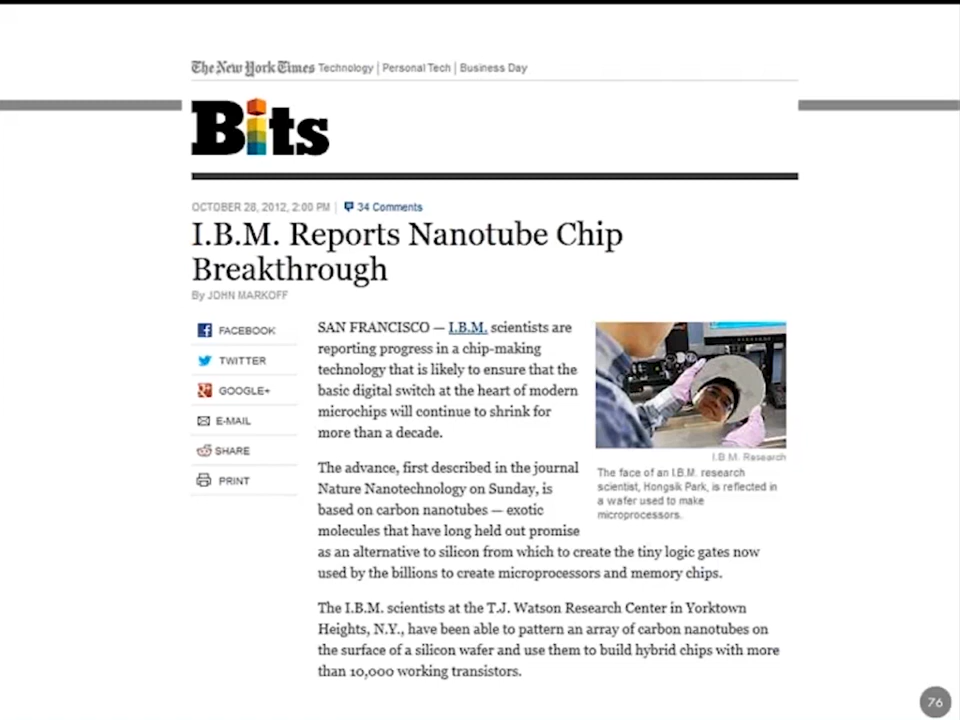 The New York Times Technology | Personal Tech | Business Day
Bits
OCTOBER 28, 2012, 2:00 PM | 34 Comments
I.B.M. Reports Nanotube Chip
Breakthrough
By JOHN MARKOFF
FACEBOOK
TWITTER
GOOGLE+
E-MAIL
SHARE
PRINT
SAN FRANCISCO — I.B.M. scientists are
reporting progress in a chip-making
technology that is likely to ensure that the
basic digital switch at the heart of modern
microchips will continue to shrink for
more than a decade.
I.B.M. Research
The face of an I.B.M. research
scientist, Hongsik Park, is reflected in
a wafer used to make
microprocessors.
The advance, first described in the journal
Nature Nanotechnology on Sunday, is
based on carbon nanotubes — exotic
molecules that have long held out promise
as an alternative to silicon from which to create the tiny logic gates now
used by the billions to create microprocessors and memory chips.
The I.B.M. scientists at the T.J. Watson Research Center in Yorktown
Heights, N.Y., have been able to pattern an array of carbon nanotubes on
the surface of a silicon wafer and use them to build hybrid chips with more
than 10,000 working transistors.
76